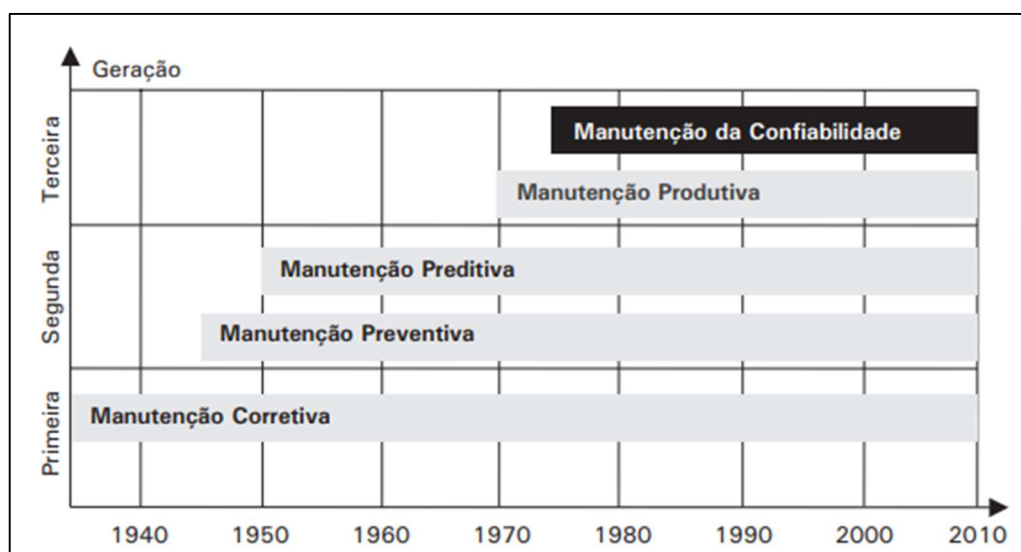 Geração
Terceira
Manutenção da Confiabilidade
Manutenção Produtiva
Segunda
Manutenção Preditiva
Manutenção Preventiva
Primeira
Manutenção Corretiva
1940 1950 1960 1970 1980 1990 2000 2010